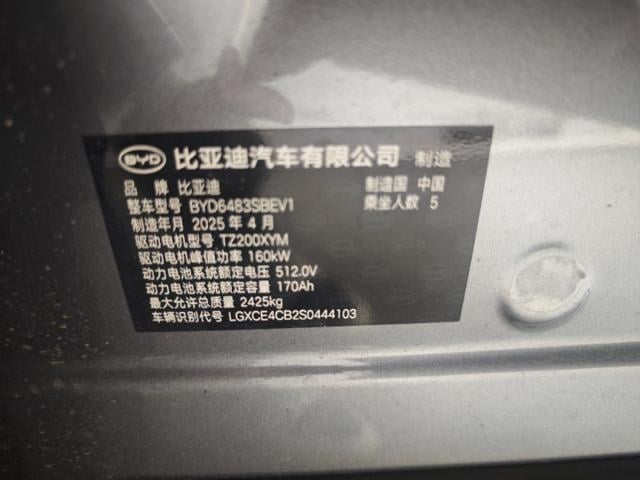 BYD 比亚迪汽车有限公司 制造
品 牌 比亚迪 制造国 中国
整车型号 BYD6483SBEV1 乘坐人数 5
制造年月 2025 年 4 月
驱动电机型号 TZ200XYM
驱动电机峰值功率 160kW
动力电池系统额定电压 512.0V
动力电池系统额定容量 170Ah
最大允许总质量 2425kg
车辆识别代号 LGXCE4CB2S0444103